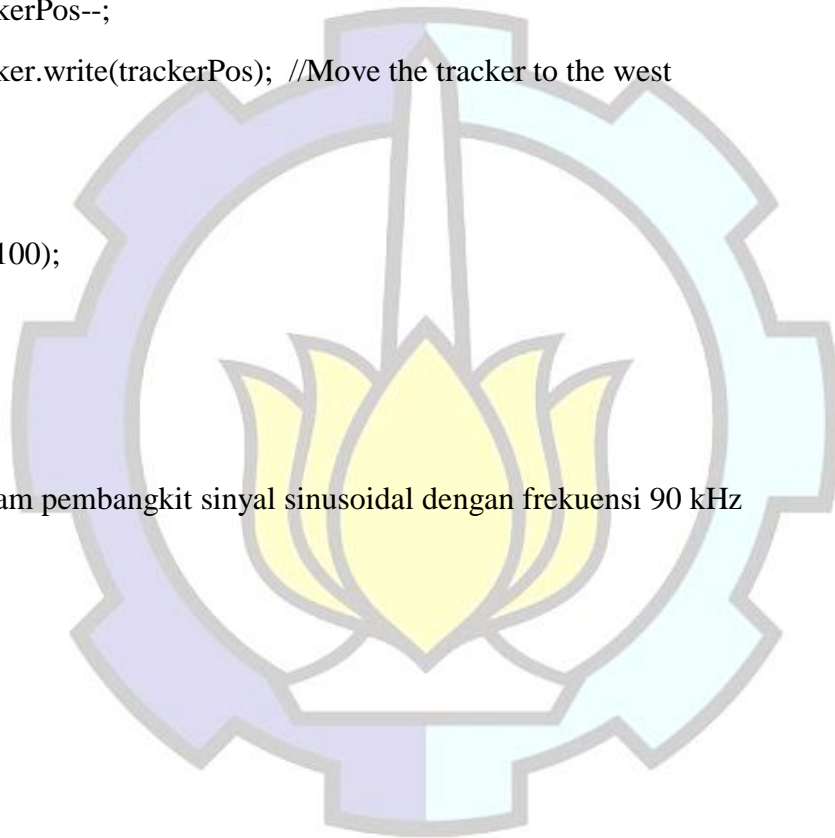 kerPos--;
ker.write(trackerPos); //Move the tracker to the west
100);
am pembangkit sinyal sinusoidal dengan frekuensi 90 kHz